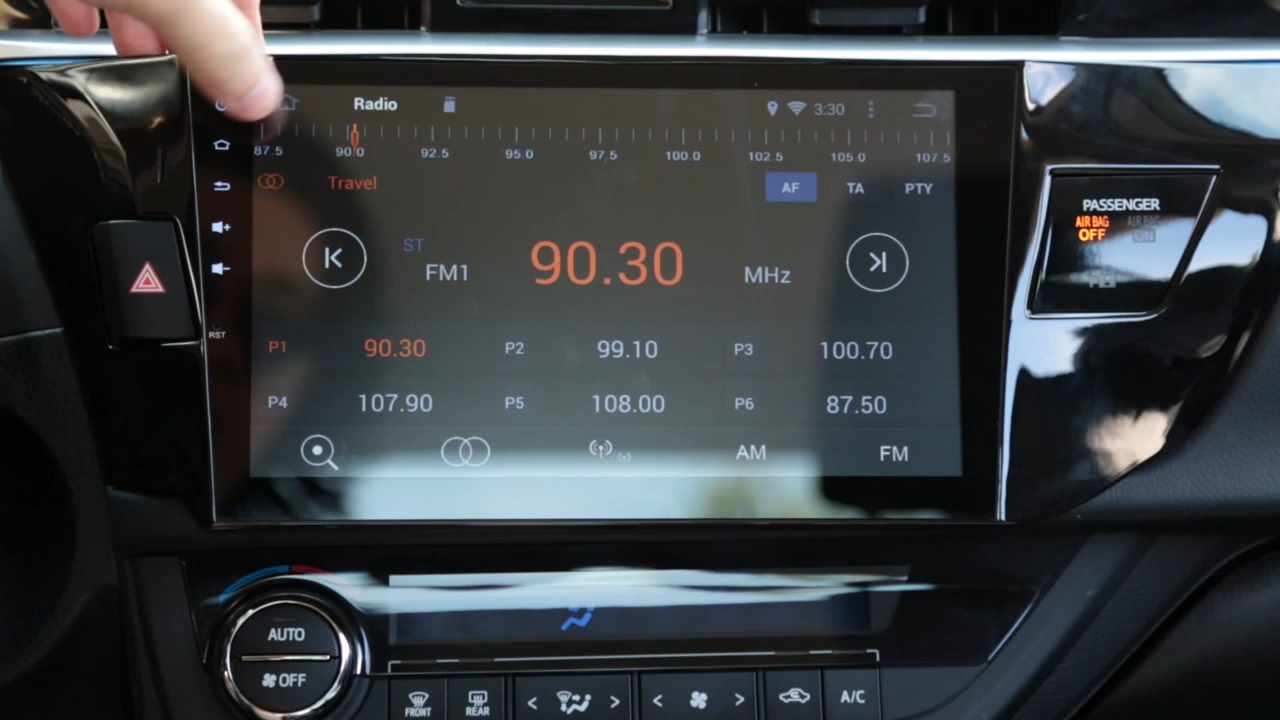 Radio 3:30
87.5 90.0 92.5 95.0 97.5 100.0 102.5 105.0 107.5
Travel AF TA PTY
ST
FM1 90.30 MHz
P1 90.30 P2 99.10 P3 100.70
P4 107.90 P5 108.00 P6 87.50
AM FM
RST
PASSENGER
AIR BAG OFF
AIR BAG ON
AUTO
OFF
FRONT REAR A/C